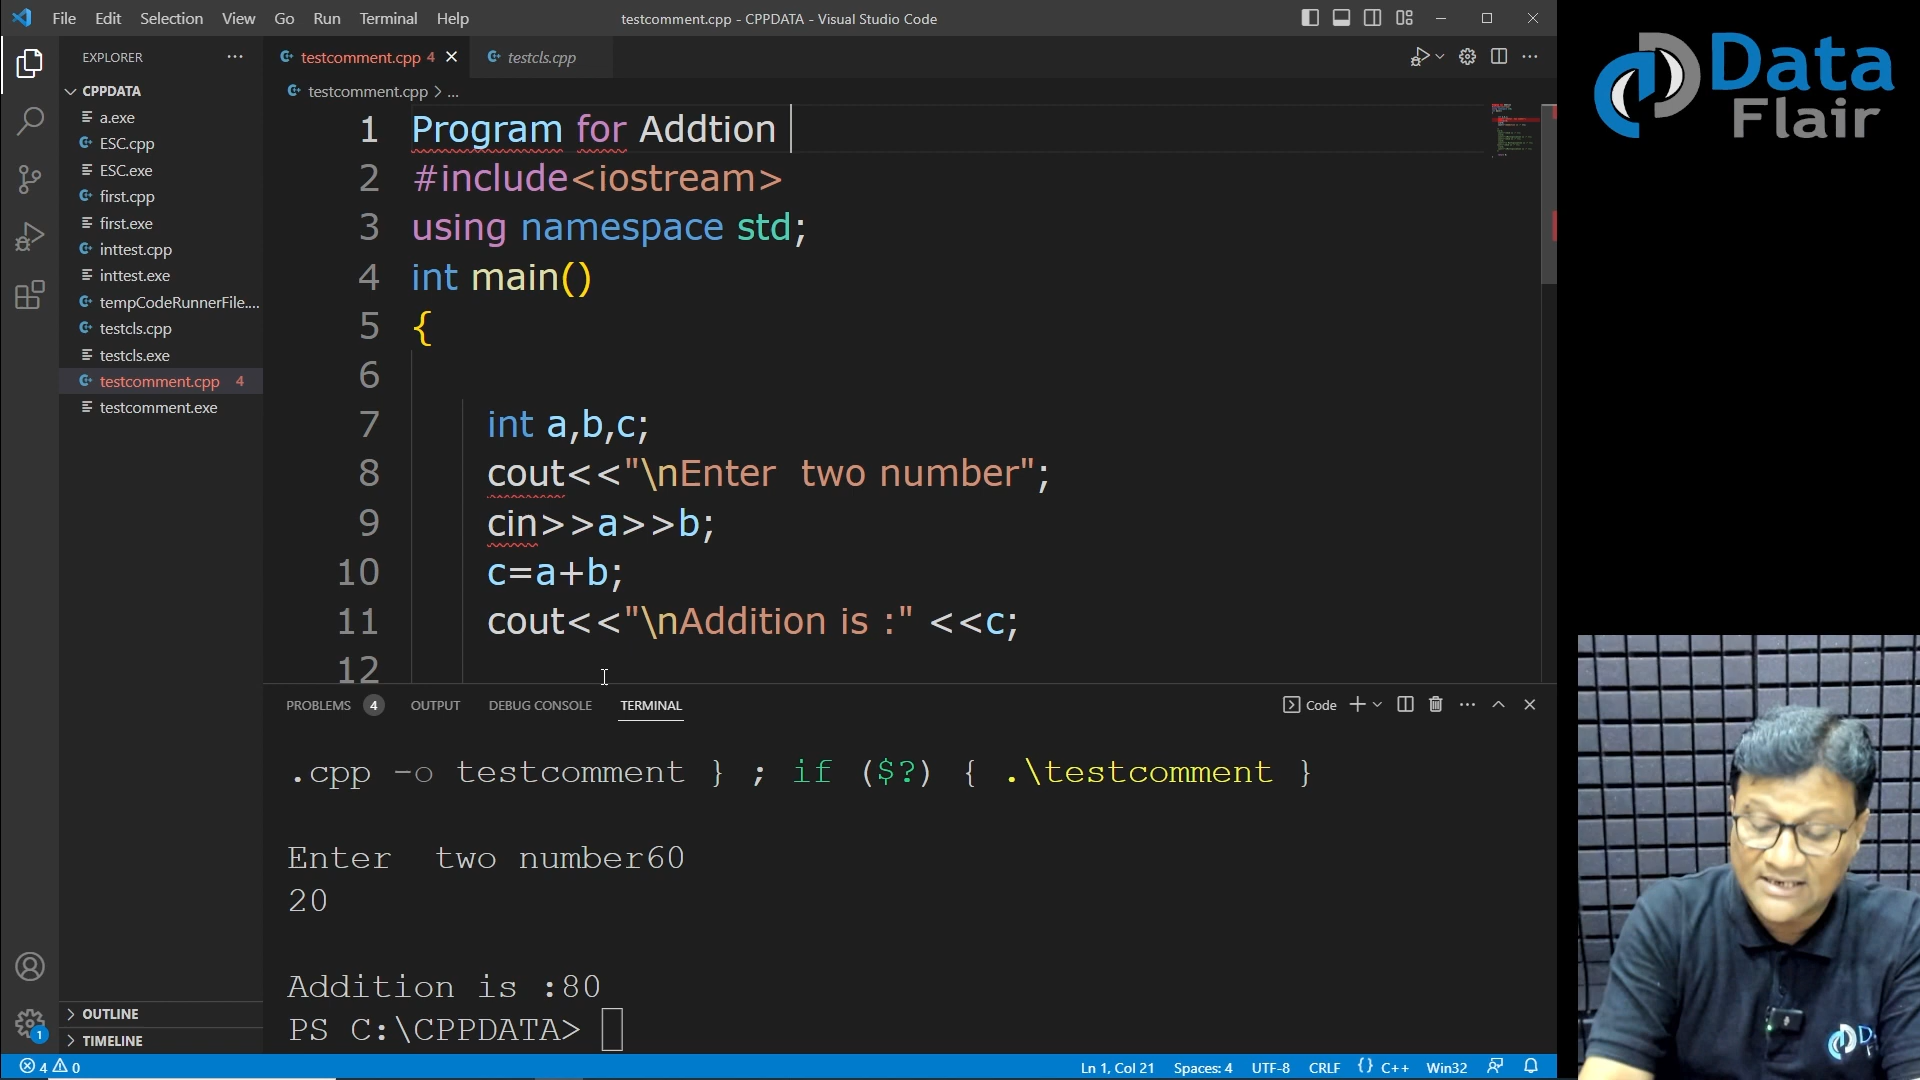 File Edit Selection View Go Run Terminal Help
testcomment.cpp - CPPDATA - Visual Studio Code
EXPLORER
CPPDATA
a.exe
ESC.cpp
ESC.exe
first.cpp
first.exe
inttest.cpp
inttest.exe
tempCodeRunnerFile....
testcls.cpp
testcls.exe
testcomment.cpp 4
testcomment.exe
OUTLINE
TIMELINE
testcomment.cpp 4
testcls.cpp
testcomment.cpp > ...
1 Program for Addtion
2 #include<iostream>
3 using namespace std;
4 int main()
5 {
6
7 int a,b,c;
8 cout<<"\nEnter  two number";
9 cin>>a>>b;
10 c=a+b;
11 cout<<"\nAddition is :" <<c;
12
PROBLEMS 4 OUTPUT DEBUG CONSOLE TERMINAL
Code
.cpp -o testcomment } ; if ($?) { .\testcomment }
Enter  two number60
20
Addition is :80
PS C:\CPPDATA>
1
4 0
Ln 1, Col 21 Spaces: 4 UTF-8 CRLF {} C++ Win32
Data
Flair